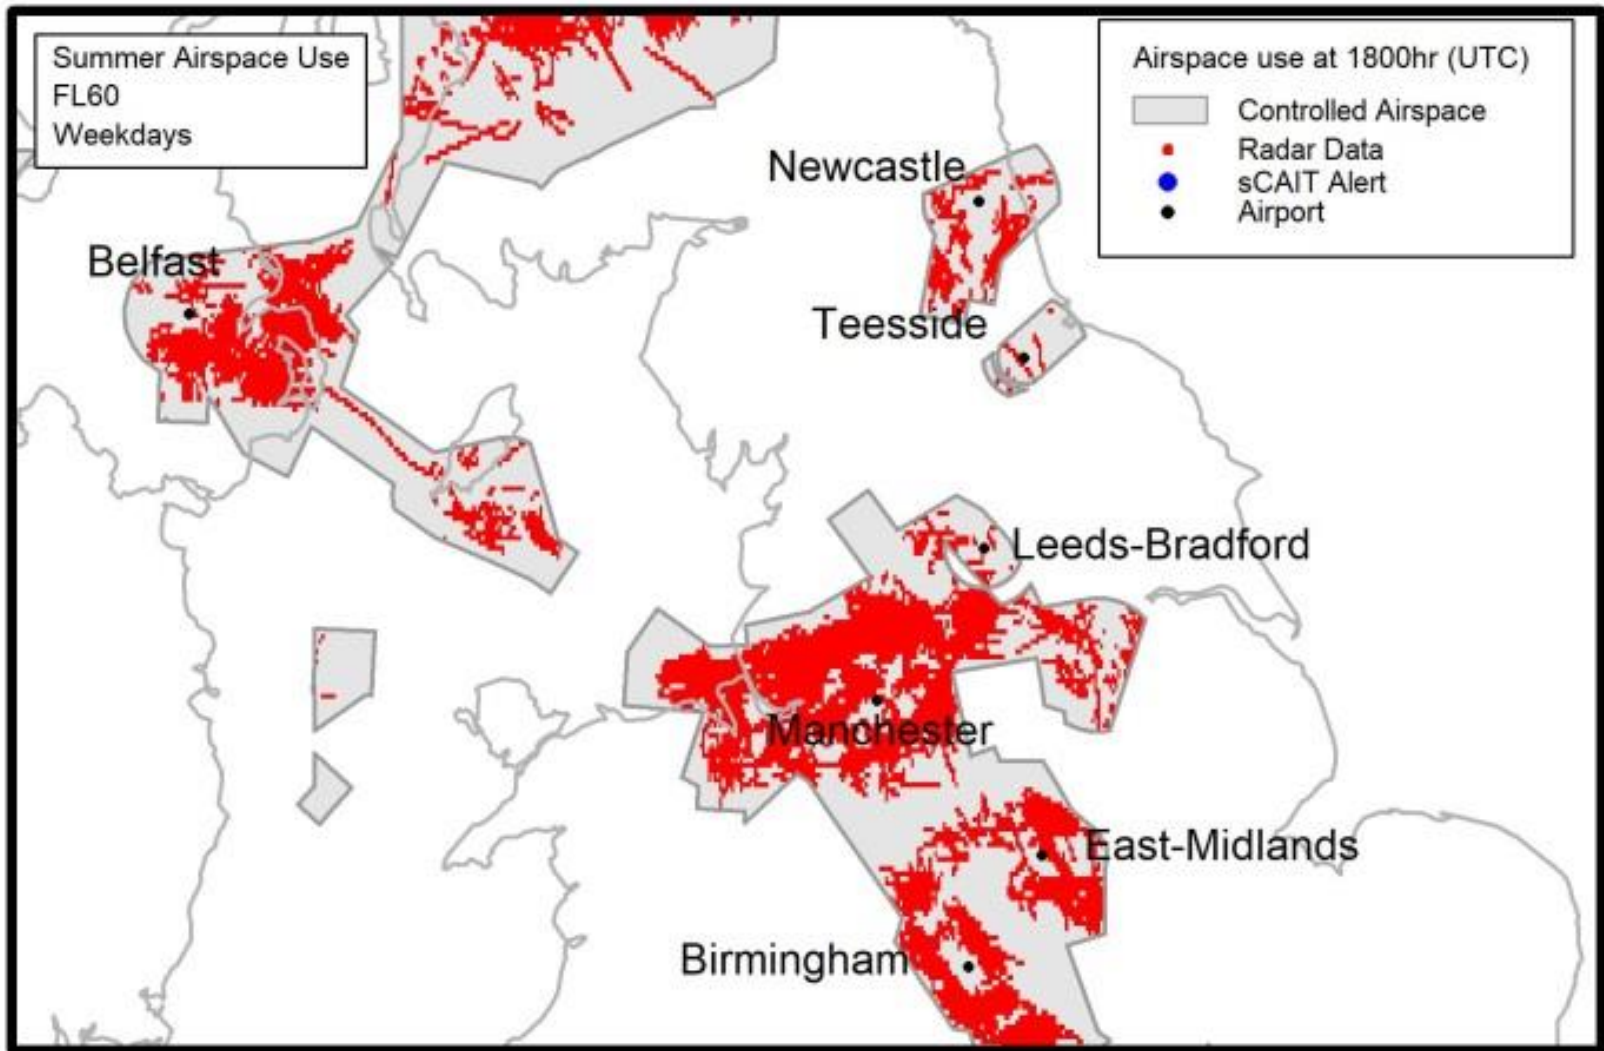 Summer Airspace Use
FL60
Weekdays
Airspace use at 1800hr (UTC)
Controlled Airspace
Radar Data
sCAIT Alert
Airport
Newcastle
Belfast
Teesside
Leeds-Bradford
Manchester
East-Midlands
Birmingham